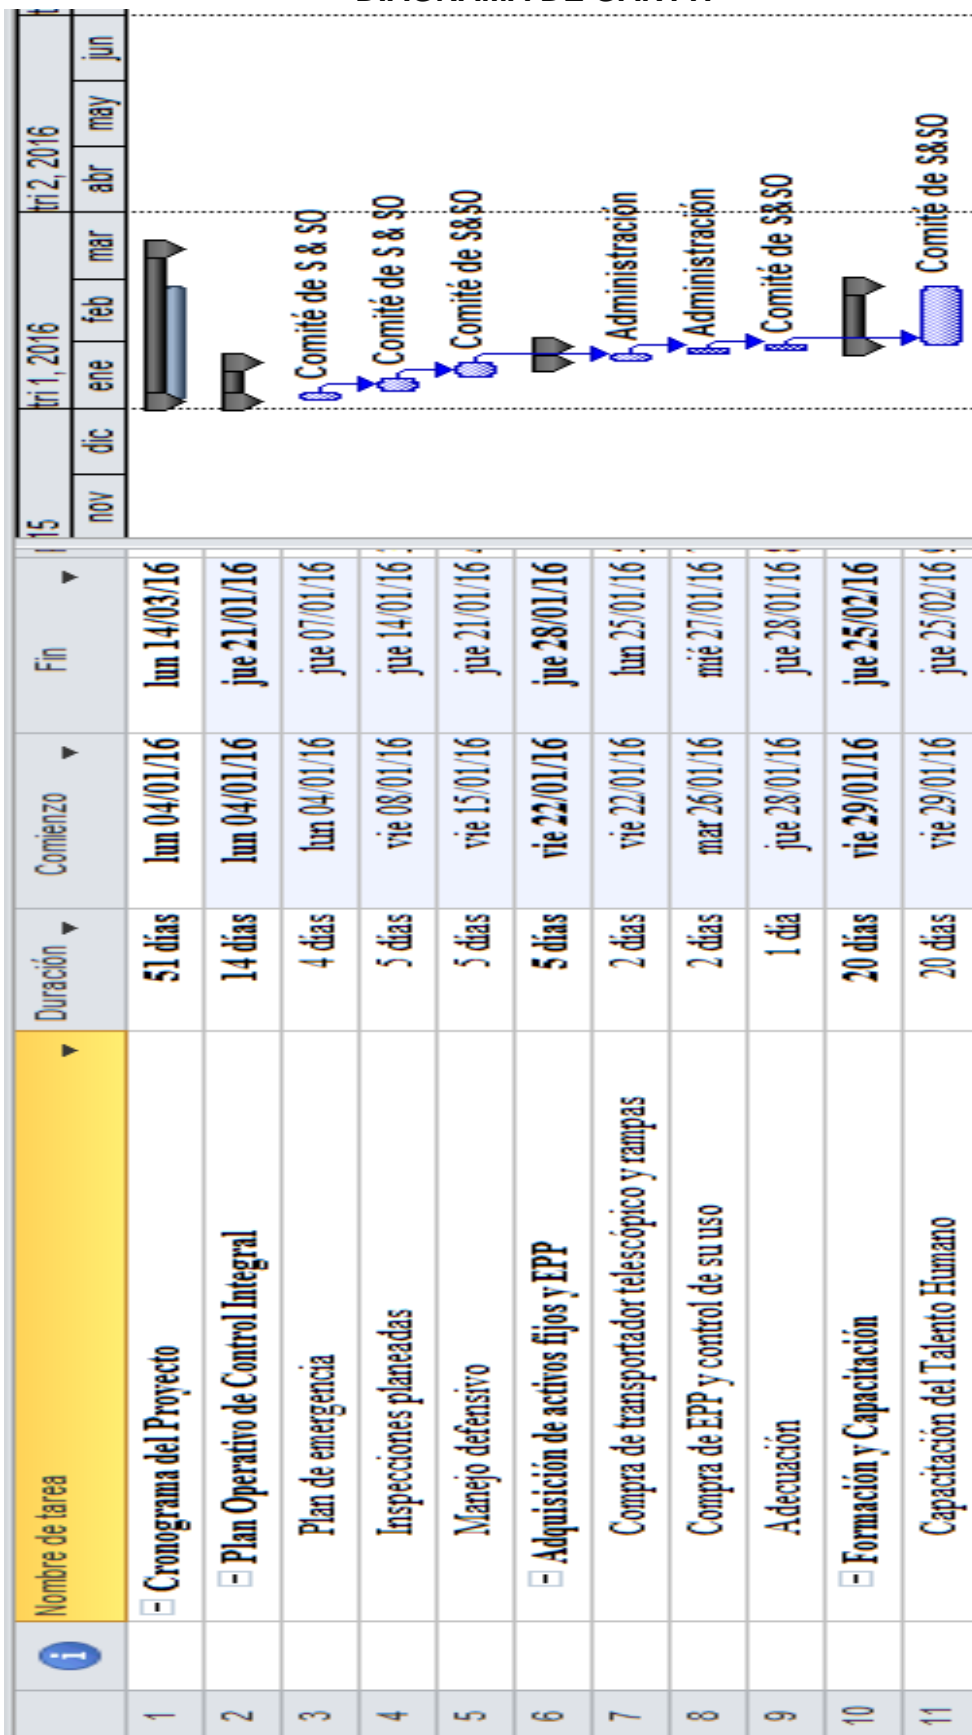 Nombre de tarea Duración Comienzo Fin
15 tri 1, 2016 tri 2, 2016
nov dic ene feb mar abr may jun
1 Cronograma del Proyecto 51 días lun 04/01/16 lun 14/03/16
2 Plan Operativo de Control Integral 14 días lun 04/01/16 jue 21/01/16
3 Plan de emergencia 4 días lun 04/01/16 jue 07/01/16 Comité de S & SO
4 Inspecciones planeadas 5 días vie 08/01/16 jue 14/01/16 Comité de S & SO
5 Manejo defensivo 5 días vie 15/01/16 jue 21/01/16 Comité de S&SO
6 Adquisición de activos fijos y EPP 5 días vie 22/01/16 jue 28/01/16
7 Compra de transportador telescópico y rampas 2 días vie 22/01/16 lun 25/01/16 Administración
8 Compra de EPP y control de su uso 2 días mar 26/01/16 mié 27/01/16 Administración
9 Adecuación 1 día jue 28/01/16 jue 28/01/16 Comité de S&SO
10 Formación y Capacitación 20 días vie 29/01/16 jue 25/02/16
11 Capacitación del Talento Humano 20 días vie 29/01/16 jue 25/02/16 Comité de S&SO